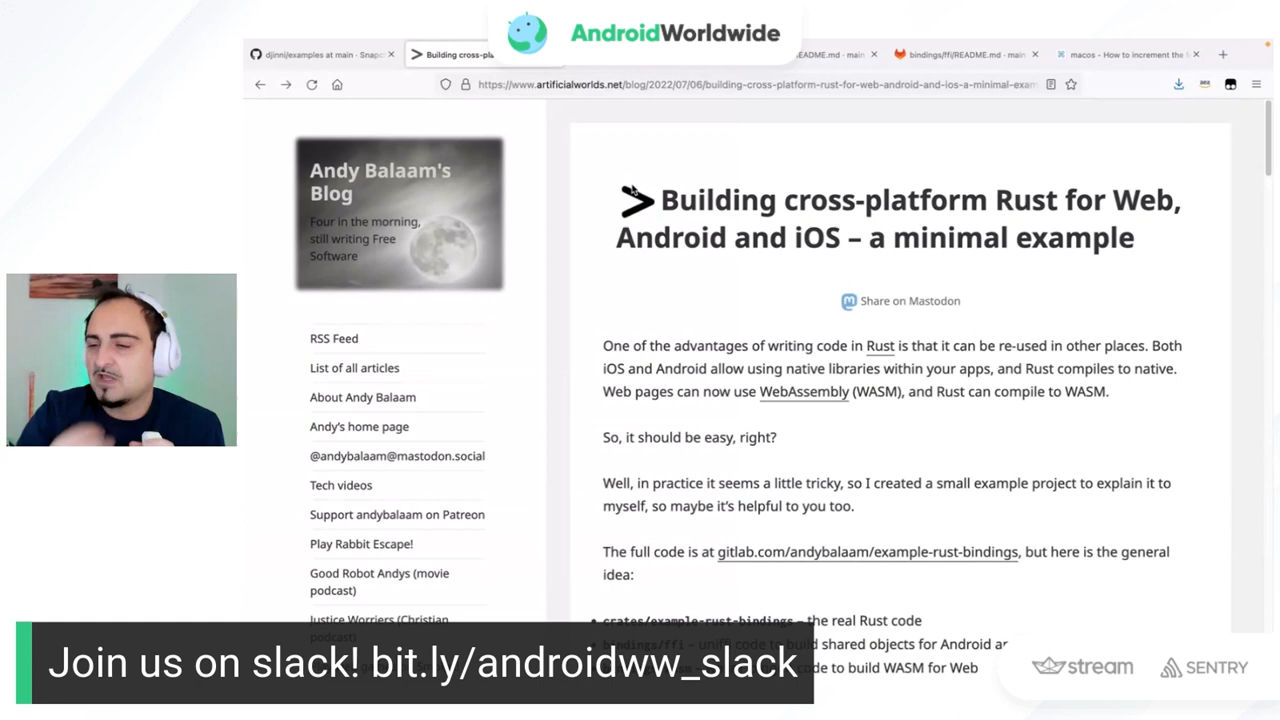 AndroidWorldwide
djinni/examples at main · Snapc
Building cross-pla
EADME.md · main
bindings/ffi/README.md · main
macos - How to increment the
https://www.artificialworlds.net/blog/2022/07/06/building-cross-platform-rust-for-web-android-and-ios-a-minimal-exam
Andy Balaam's
Blog
Four in the morning,
still writing Free
Software
RSS Feed
List of all articles
About Andy Balaam
Andy's home page
@andybalaam@mastodon.social
Tech videos
Support andybalaam on Patreon
Play Rabbit Escape!
Good Robot Andys (movie
podcast)
Justice Worriers (Christian
podcast)
Building cross-platform Rust for Web,
Android and iOS – a minimal example
Share on Mastodon
One of the advantages of writing code in Rust is that it can be re-used in other places. Both
iOS and Android allow using native libraries within your apps, and Rust compiles to native.
Web pages can now use WebAssembly (WASM), and Rust can compile to WASM.
So, it should be easy, right?
Well, in practice it seems a little tricky, so I created a small example project to explain it to
myself, so maybe it's helpful to you too.
The full code is at gitlab.com/andybalaam/example-rust-bindings, but here is the general
idea:
crates/example-rust-bindings – the real Rust code
bindings/ffi – uniffi code to build shared objects for Android ar
code to build WASM for Web
Join us on slack! bit.ly/androidww_slack
stream
SENTRY